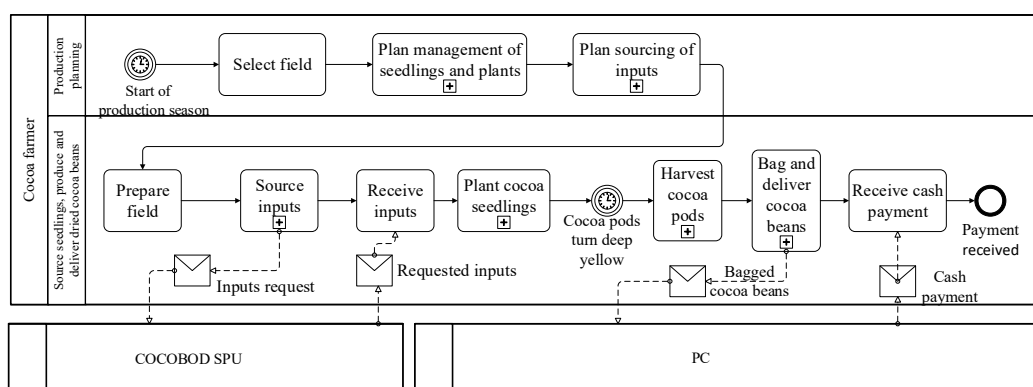 Cocoa farmer
Production
planning
Start of
production season
Select field
Plan management of
seedlings and plants
Plan sourcing of
inputs
Source seedlings, produce and
deliver dried cocoa beans
Prepare
field
Source
inputs
Receive
inputs
Plant cocoa
seedlings
Cocoa pods
turn deep
yellow
Harvest
cocoa
pods
Bag and
deliver
cocoa
beans
Receive cash
payment
Payment
received
Inputs request
Requested inputs
Bagged
cocoa beans
Cash
payment
COCOBOD SPU
PC